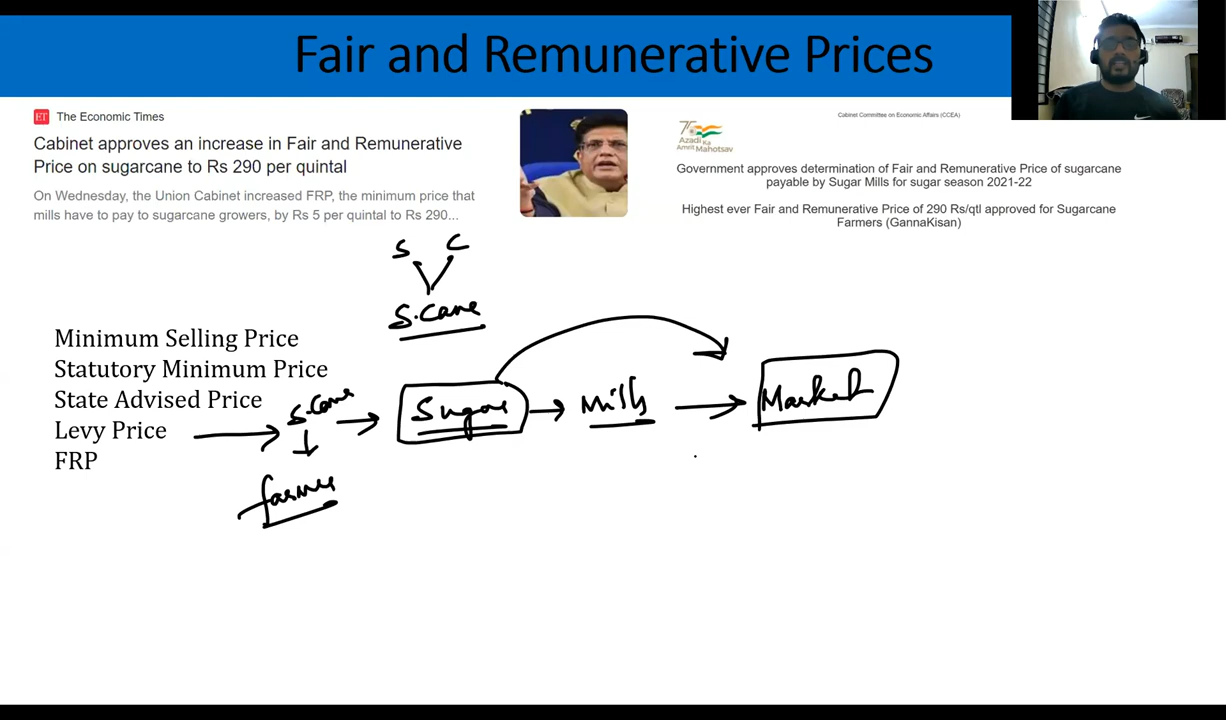 Fair and Remunerative Prices
ET The Economic Times
Cabinet approves an increase in Fair and Remunerative
Price on sugarcane to Rs 290 per quintal
On Wednesday, the Union Cabinet increased FRP, the minimum price that
mills have to pay to sugarcane growers, by Rs 5 per quintal to Rs 290...
Cabinet Committee on Economic Affairs (CCEA)
75
Azadi Ka
Amrit Mahotsav
Government approves determination of Fair and Remunerative Price of sugarcane
payable by Sugar Mills for sugar season 2021-22
Highest ever Fair and Remunerative Price of 290 Rs/qtl approved for Sugarcane
Farmers (GannaKisan)
S C
S.Cane
Minimum Selling Price
Statutory Minimum Price
State Advised Price
Levy Price
FRP
S.Cane
Sugar
Mills
Market
farmer